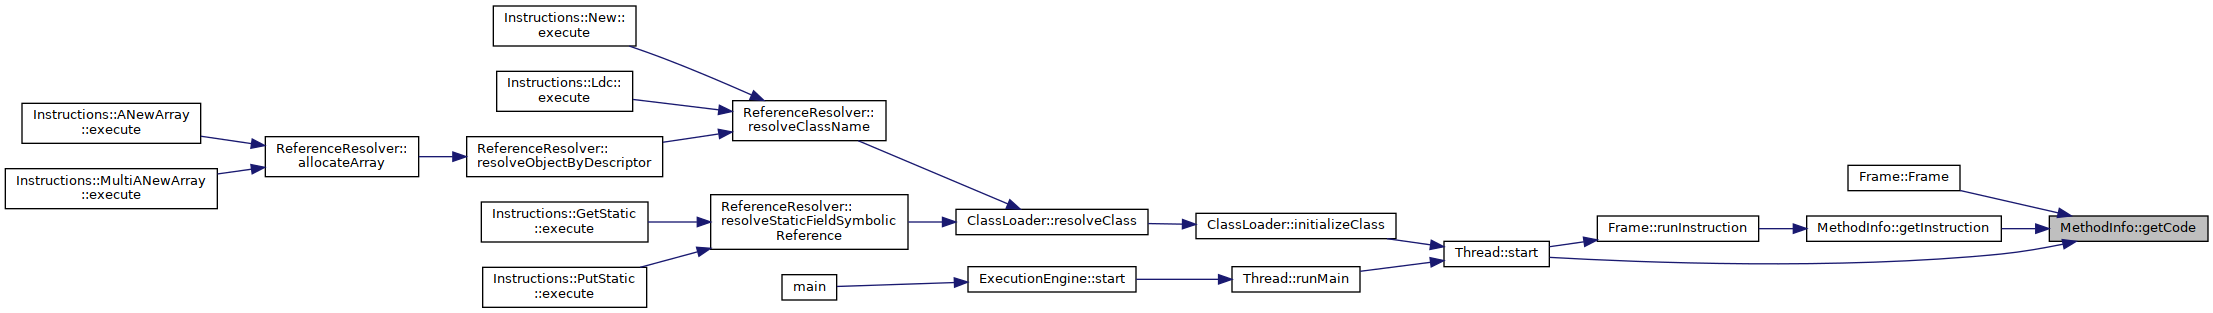 Instructions::New::
execute
Instructions::Ldc::
execute
Instructions::ANewArray
::execute
ReferenceResolver::
resolveClassName
ReferenceResolver::
allocateArray
ReferenceResolver::
resolveObjectByDescriptor
Instructions::MultiANewArray
::execute
Frame::Frame
Instructions::GetStatic
::execute
ReferenceResolver::
resolveStaticFieldSymbolic
Reference
ClassLoader::resolveClass
ClassLoader::initializeClass
Frame::runInstruction
MethodInfo::getInstruction
MethodInfo::getCode
Thread::start
Instructions::PutStatic
::execute
main
ExecutionEngine::start
Thread::runMain